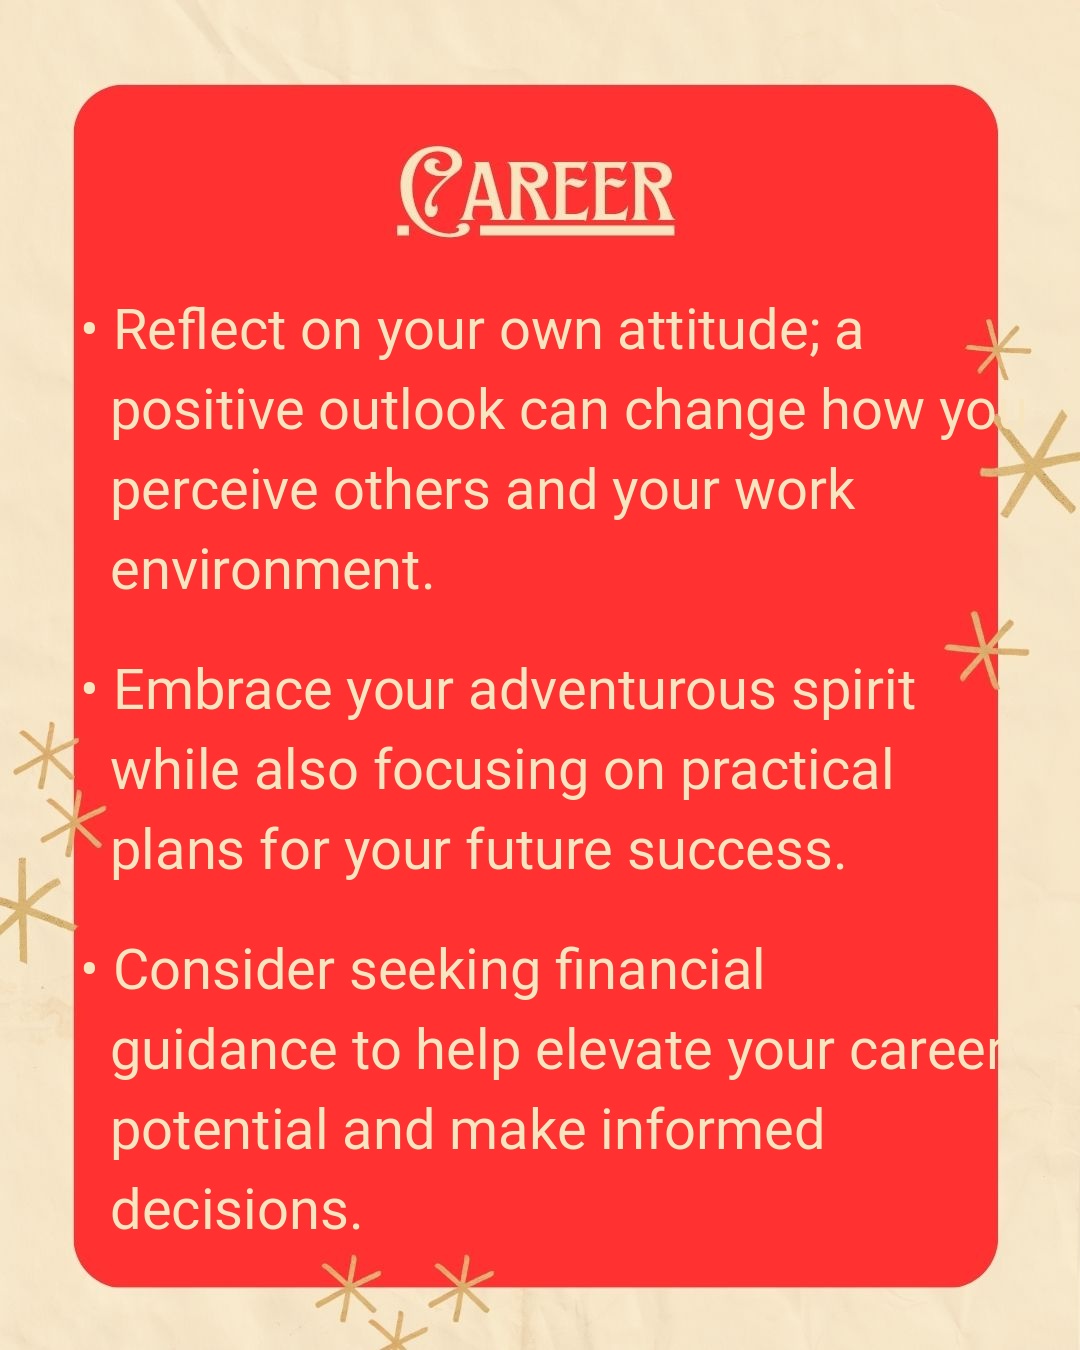 Career
• Reflect on your own attitude; a
positive outlook can change how you
perceive others and your work
environment.
• Embrace your adventurous spirit
while also focusing on practical
plans for your future success.
• Consider seeking financial
guidance to help elevate your career
potential and make informed
decisions.